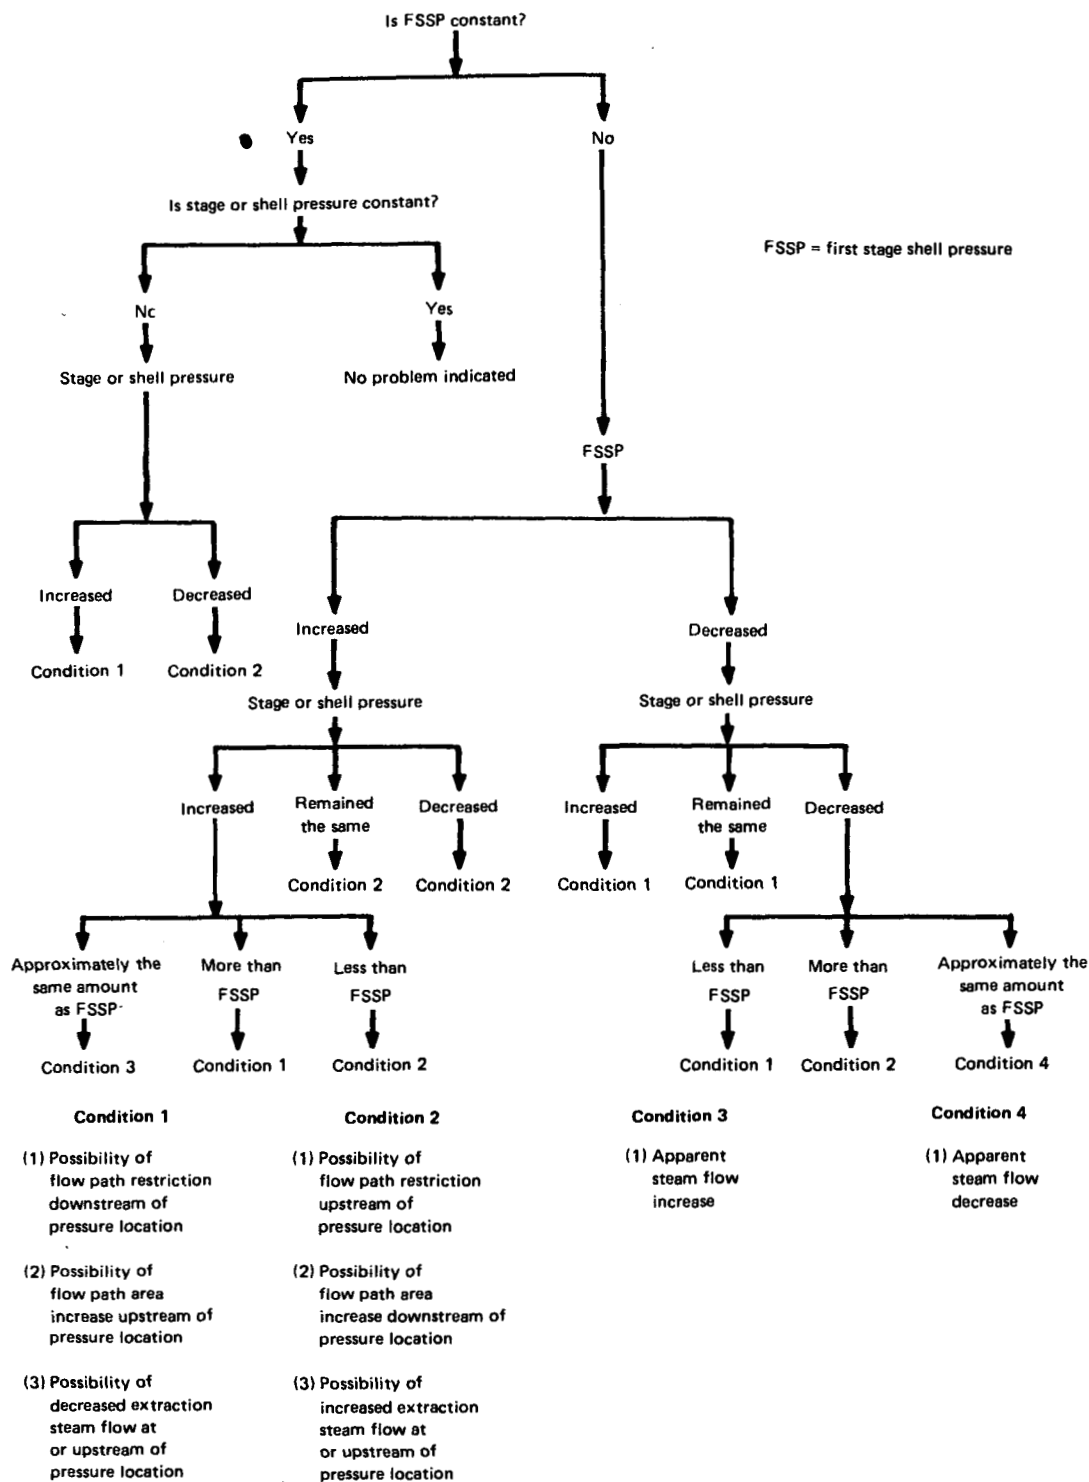 Is FSSP constant?
Yes
No
Is stage or shell pressure constant?
FSSP = first stage shell pressure
Nc
Yes
Stage or shell pressure
No problem indicated
FSSP
Increased
Decreased
Increased
Decreased
Condition 1
Condition 2
Stage or shell pressure
Stage or shell pressure
Increased
Remained
the same
Decreased
Increased
Remained
the same
Decreased
Condition 2
Condition 2
Condition 1
Condition 1
Approximately the
same amount
as FSSP
More than
FSSP
Less than
FSSP
Less than
FSSP
More than
FSSP
Approximately the
same amount
as FSSP
Condition 3
Condition 1
Condition 2
Condition 1
Condition 2
Condition 4
Condition 1
(1) Possibility of
flow path restriction
downstream of
pressure location
(2) Possibility of
flow path area
increase upstream of
pressure location
(3) Possibility of
decreased extraction
steam flow at
or upstream of
pressure location
Condition 2
(1) Possibility of
flow path restriction
upstream of
pressure location
(2) Possibility of
flow path area
increase downstream of
pressure location
(3) Possibility of
increased extraction
steam flow at
or upstream of
pressure location
Condition 3
(1) Apparent
steam flow
increase
Condition 4
(1) Apparent
steam flow
decrease